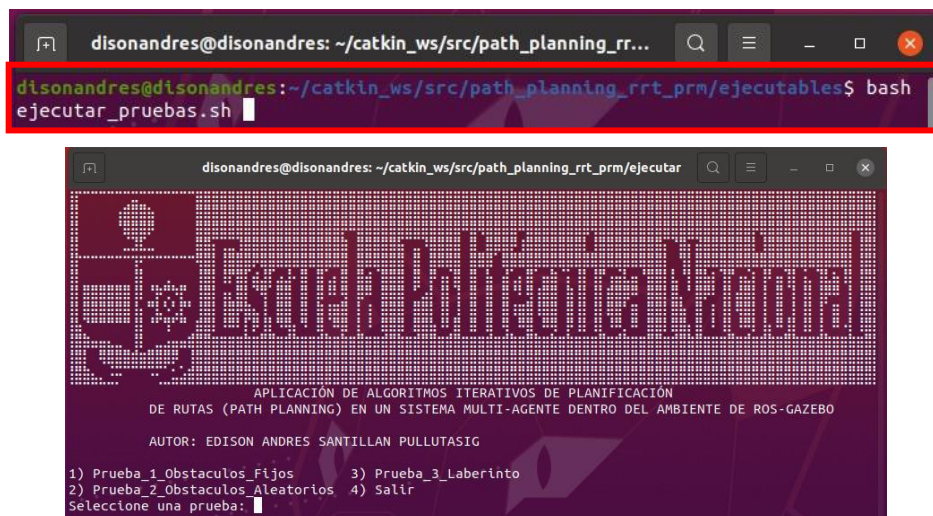 disonandres@disonandres: ~/catkin_ws/src/path_planning_rr...
disonandres@disonandres:~/catkin_ws/src/path_planning_rrt_prm/ejecutables$ bash
ejecutar_pruebas.sh
disonandres@disonandres: ~/catkin_ws/src/path_planning_rrt_prm/ejecutar
Escuela Politécnica Nacional
APLICACIÓN DE ALGORITMOS ITERATIVOS DE PLANIFICACIÓN
DE RUTAS (PATH PLANNING) EN UN SISTEMA MULTI-AGENTE DENTRO DEL AMBIENTE DE ROS-GAZEBO
AUTOR: EDISON ANDRES SANTILLAN PULLUTASIG
1) Prueba_1_Obstaculos_Fijos 3) Prueba_3_Laberinto
2) Prueba_2_Obstaculos_Aleatorios 4) Salir
Seleccione una prueba: